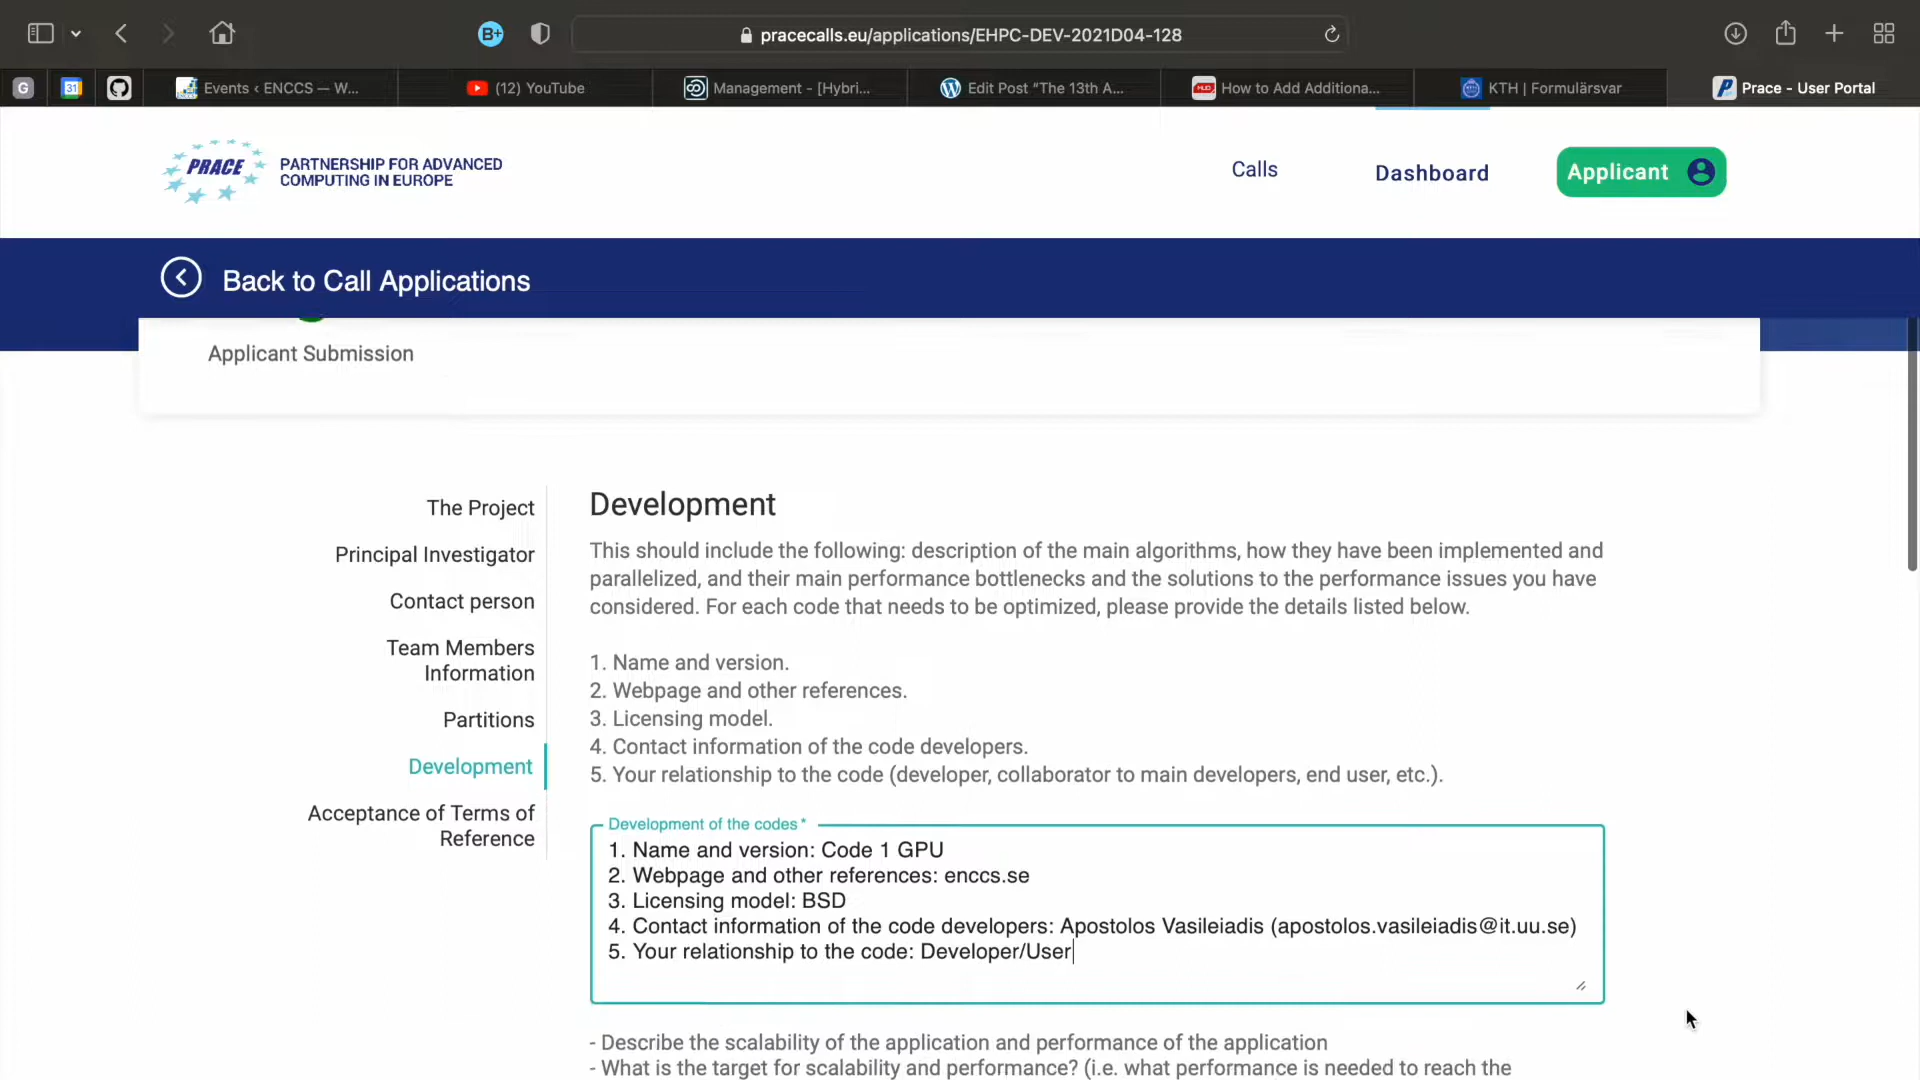 B+
pracecalls.eu/applications/EHPC-DEV-2021D04-128
G
31
Events ‹ ENCCS — W...
(12) YouTube
Management - [Hybri...
Edit Post "The 13th A...
How to Add Additiona...
KTH | Formulärsvar
Prace - User Portal
PRACE
PARTNERSHIP FOR ADVANCED
COMPUTING IN EUROPE
Calls
Dashboard
Applicant
Back to Call Applications
Applicant Submission
The Project
Principal Investigator
Contact person
Team Members
Information
Partitions
Development
Acceptance of Terms of
Reference
Development
This should include the following: description of the main algorithms, how they have been implemented and
parallelized, and their main performance bottlenecks and the solutions to the performance issues you have
considered. For each code that needs to be optimized, please provide the details listed below.
1. Name and version.
2. Webpage and other references.
3. Licensing model.
4. Contact information of the code developers.
5. Your relationship to the code (developer, collaborator to main developers, end user, etc.).
Development of the codes *
1. Name and version: Code 1 GPU
2. Webpage and other references: enccs.se
3. Licensing model: BSD
4. Contact information of the code developers: Apostolos Vasileiadis (apostolos.vasileiadis@it.uu.se)
5. Your relationship to the code: Developer/User
- Describe the scalability of the application and performance of the application
- What is the target for scalability and performance? (i.e. what performance is needed to reach the